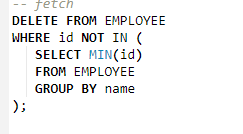 -- fetch
DELETE FROM EMPLOYEE
WHERE id NOT IN (
SELECT MIN(id)
FROM EMPLOYEE
GROUP BY name
);